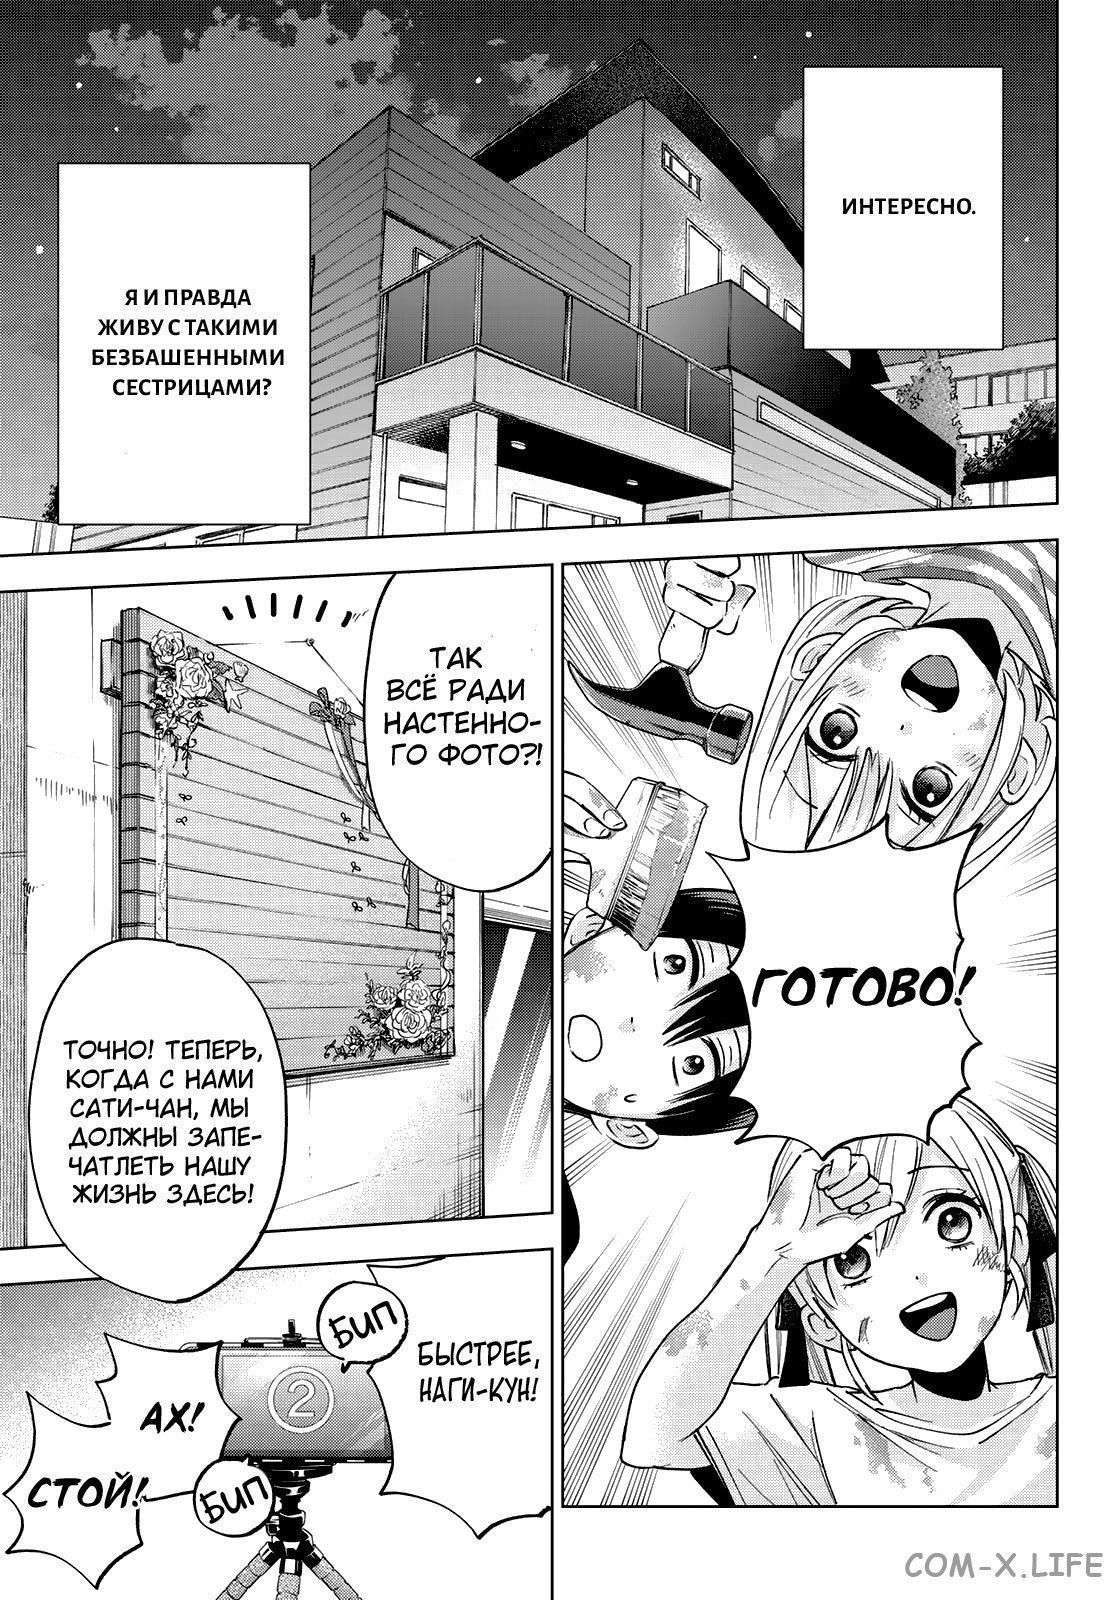 ИНТЕРЕСНО.
Я И ПРАВДА
ЖИВУ С ТАКИМИ
БЕЗБАШЕННЫМИ
СЕСТРИЦАМИ?
ГОТОВО!
ТАК
ВСЁ РАДИ
НАСТЕННО-
ГО ФОТО?!
ТОЧНО! ТЕПЕРЬ,
КОГДА С НАМИ
САТИ-ЧАН, МЫ
ДОЛЖНЫ ЗАПЕ-
ЧАТЛЕТЬ НАШУ
ЖИЗНЬ ЗДЕСЬ!
БЫСТРЕЕ,
НАГИ-КУН!
БИП
2
АХ!
СТОЙ!
БИП
COM-X.LIFE